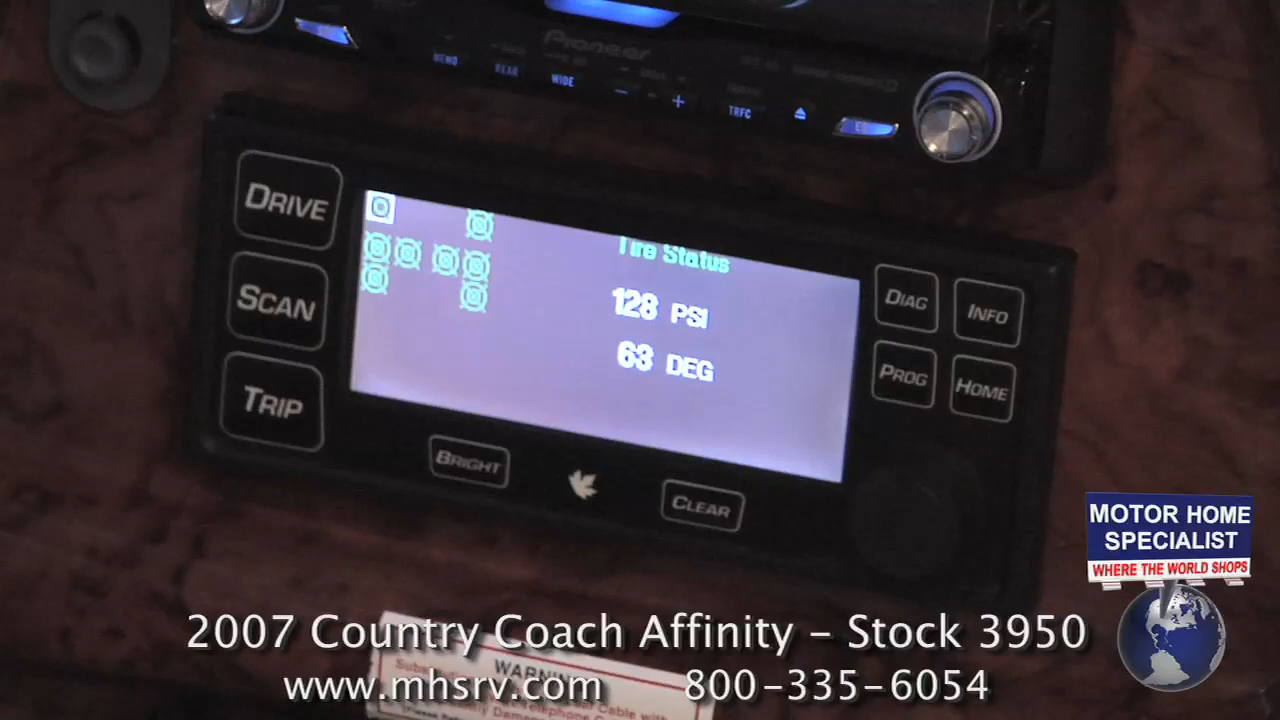 Pioneer
MENU
REAR
WIDE
− +
TRFC
DRIVE
SCAN
TRIP
Tire Status
128 PSI
63 DEG
DIAG
INFO
PROG
HOME
BRIGHT
CLEAR
MOTOR HOME
SPECIALIST
WHERE THE WORLD SHOPS
2007 Country Coach Affinity – Stock 3950
WARNING
Cable with
www.mhsrv.com 800-335-6054